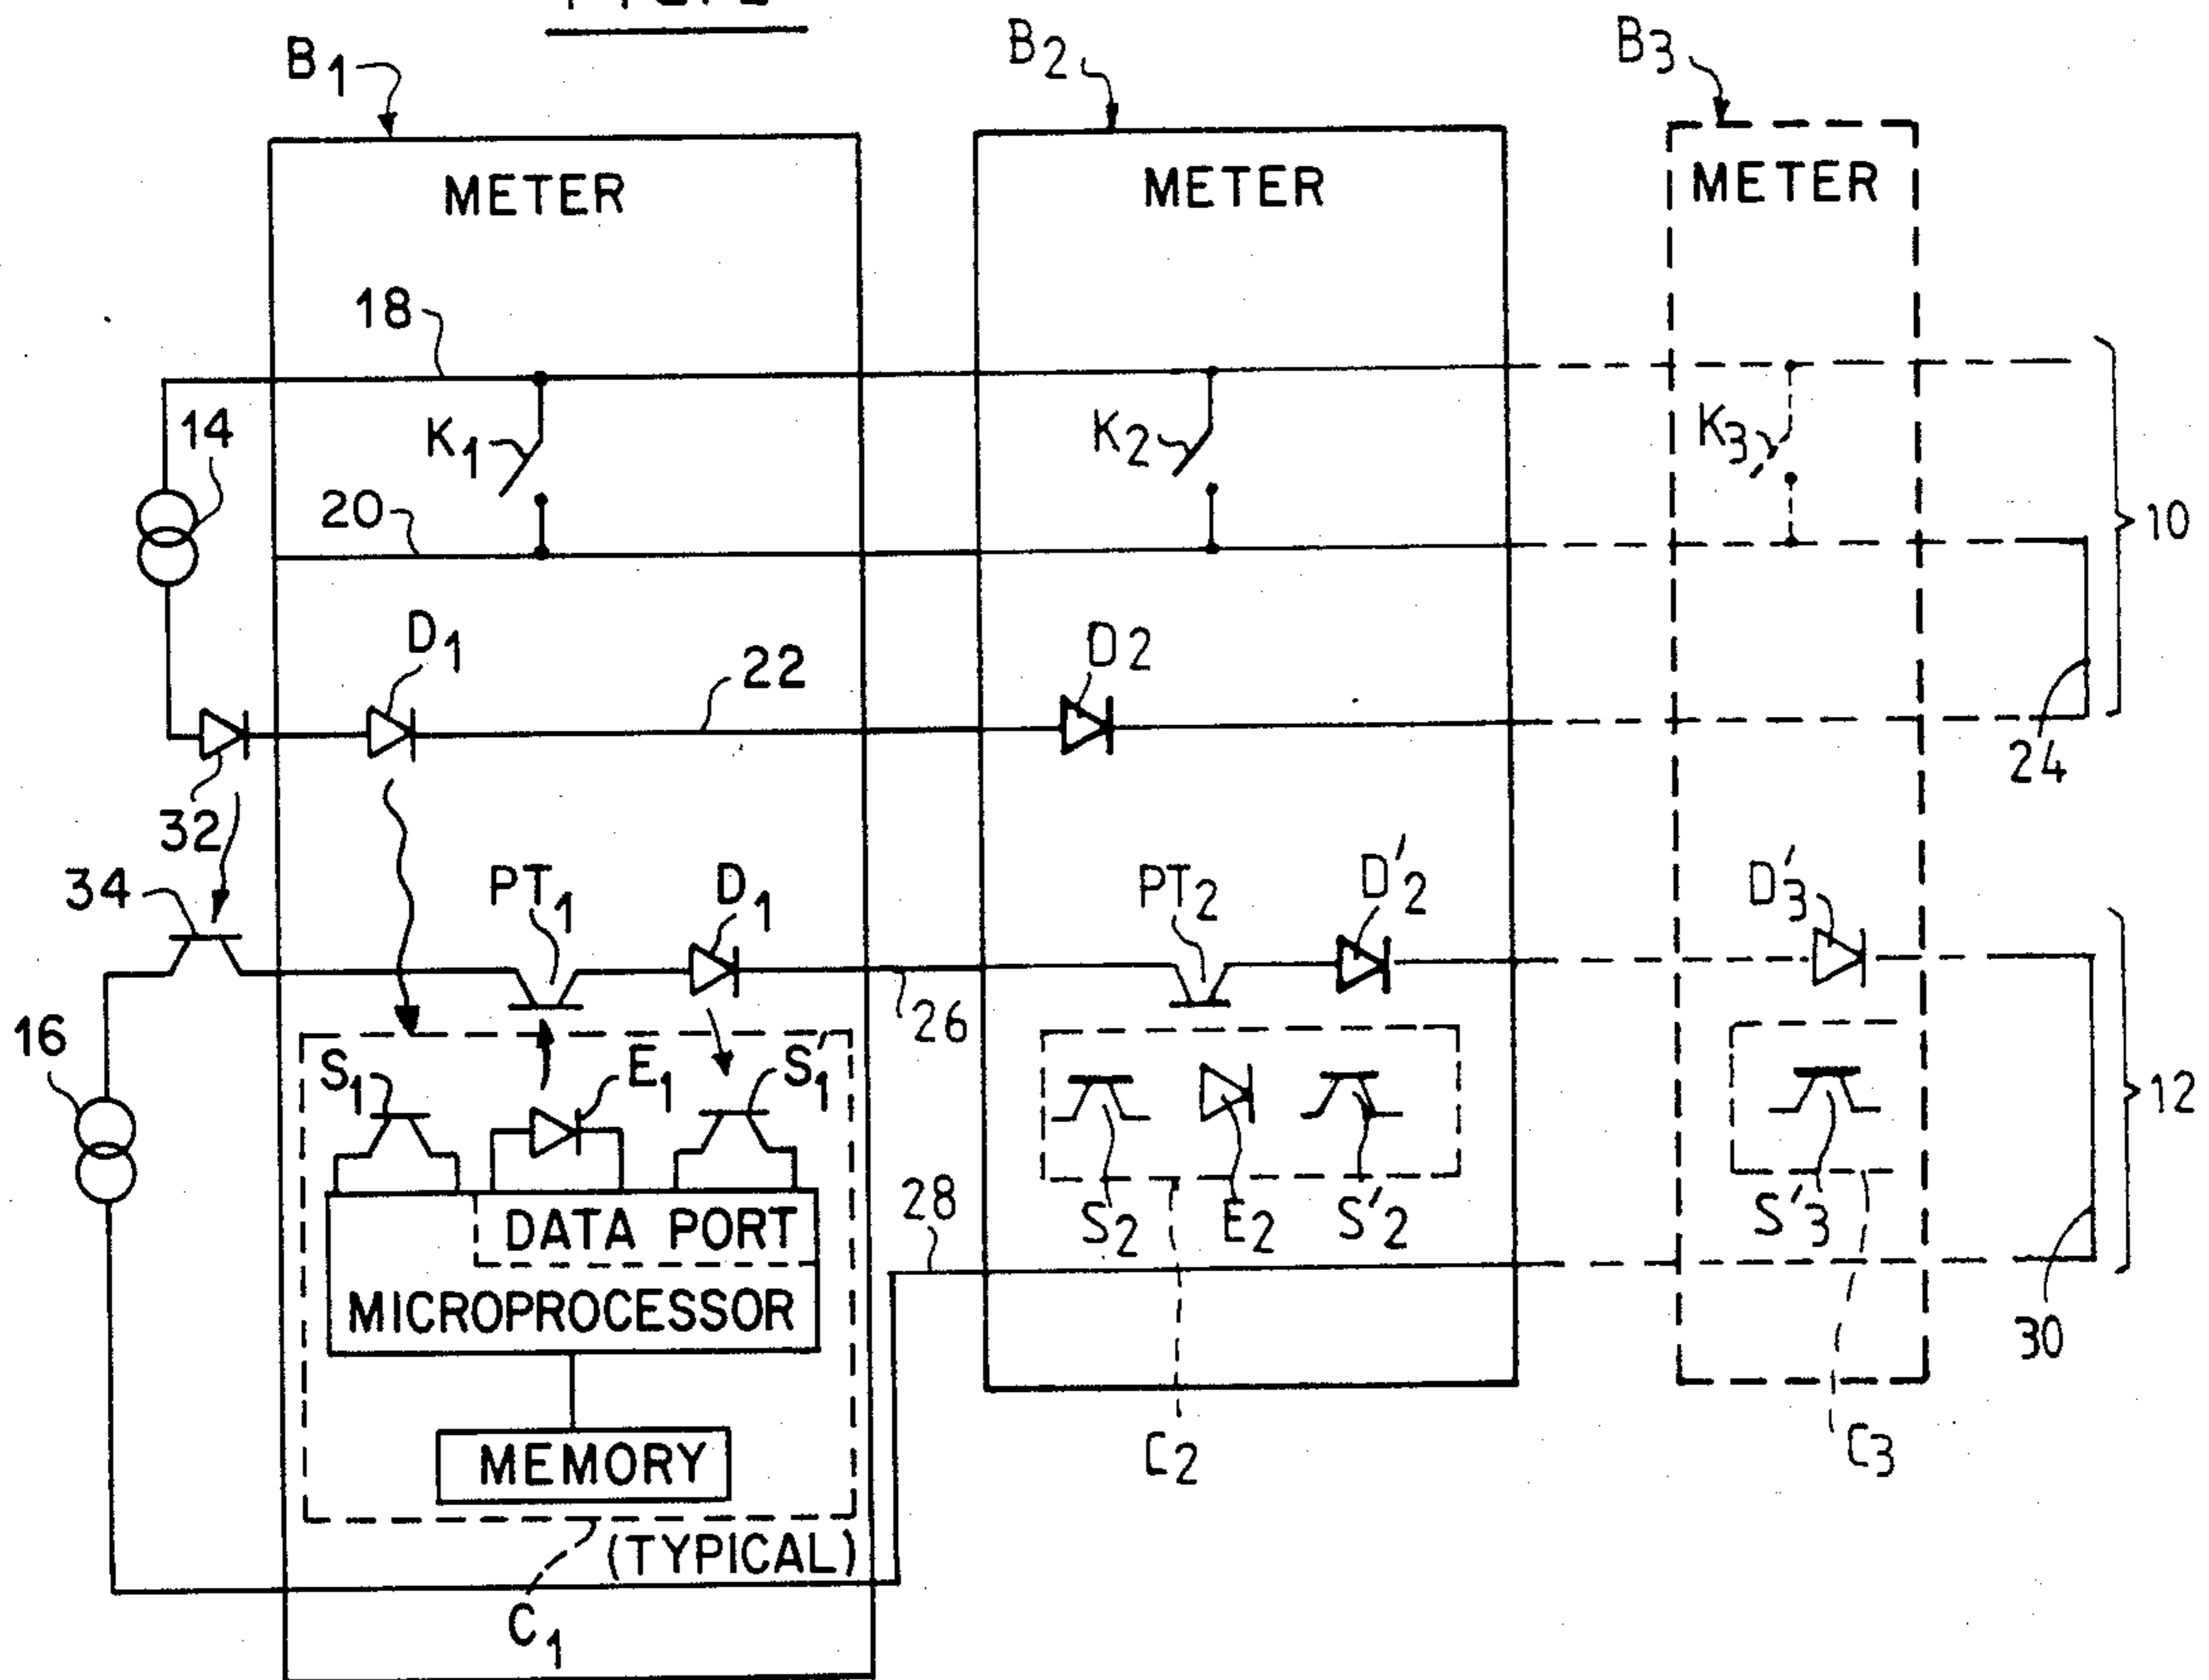 B1
B2
B3
METER
METER
METER
18
14
K1
K2
K3
20
10
D1
22
D2
24
32
34
PT1
D1
PT2
D'2
D'3
26
16
S1
E1
S'1
12
28
S2
E2
S'2
S'3
DATA PORT
MICROPROCESSOR
30
MEMORY
C2
C3
(TYPICAL)
C1